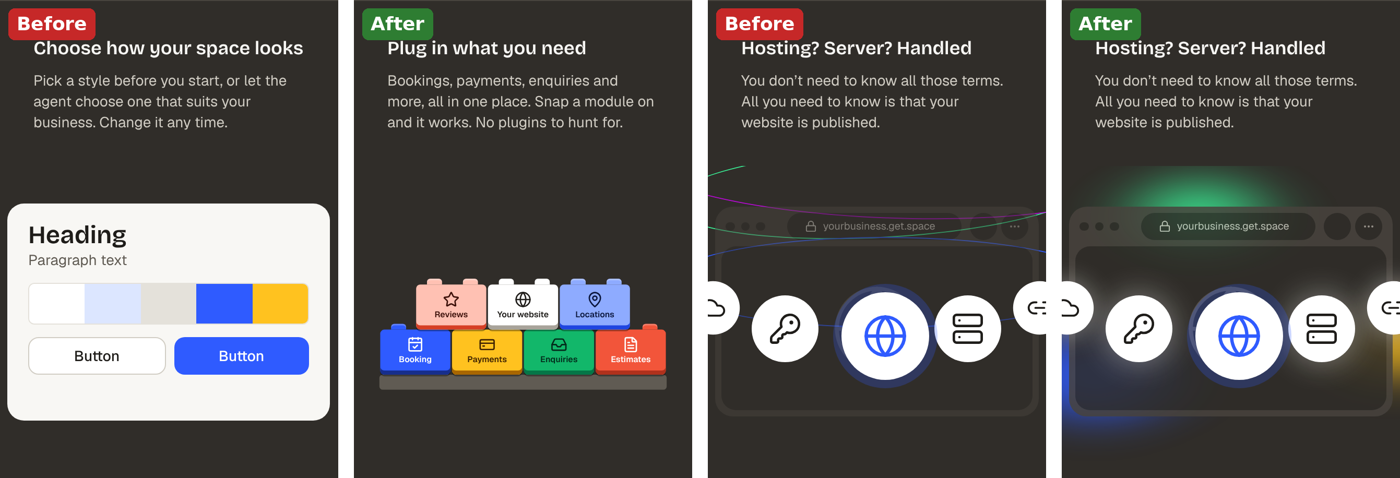 Before
Choose how your space looks
Pick a style before you start, or let the
agent choose one that suits your
business. Change it any time.
Heading
Paragraph text
Button
Button
After
Plug in what you need
Bookings, payments, enquiries and
more, all in one place. Snap a module on
and it works. No plugins to hunt for.
Reviews
Your website
Locations
Booking
Payments
Enquiries
Estimates
Before
Hosting? Server? Handled
You don’t need to know all those terms.
All you need to know is that your
website is published.
yourbusiness.get.space
After
Hosting? Server? Handled
You don’t need to know all those terms.
All you need to know is that your
website is published.
yourbusiness.get.space